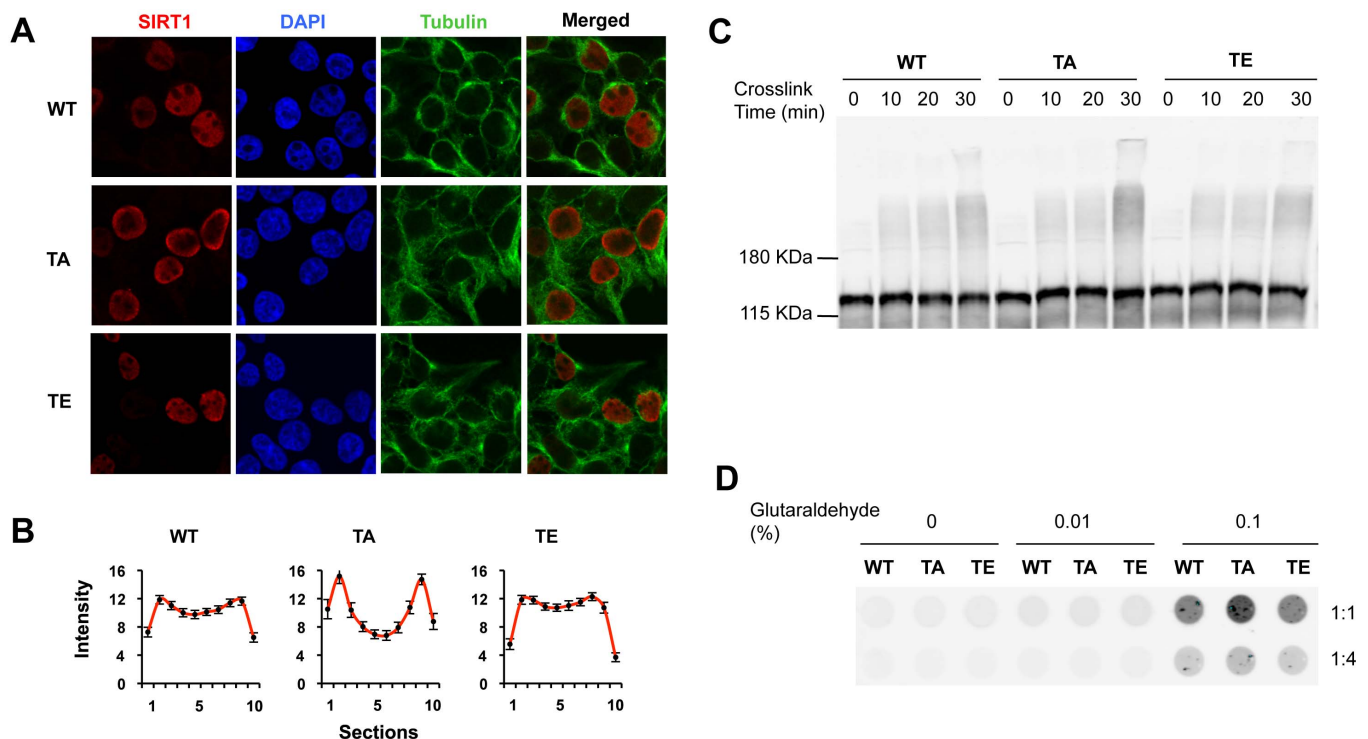 A
SIRT1 DAPI Tubulin Merged
WT
TA
TE
B
WT TA TE
Intensity
16 16 16
12 12 12
8 8 8
4 4 4
0 0 0
1 5 10 1 5 10 1 5 10
Sections
C
WT TA TE
Crosslink
Time (min)
0 10 20 30 0 10 20 30 0 10 20 30
180 KDa
115 KDa
D
Glutaraldehyde
(%)
0 0.01 0.1
WT TA TE WT TA TE WT TA TE
1:1
1:4